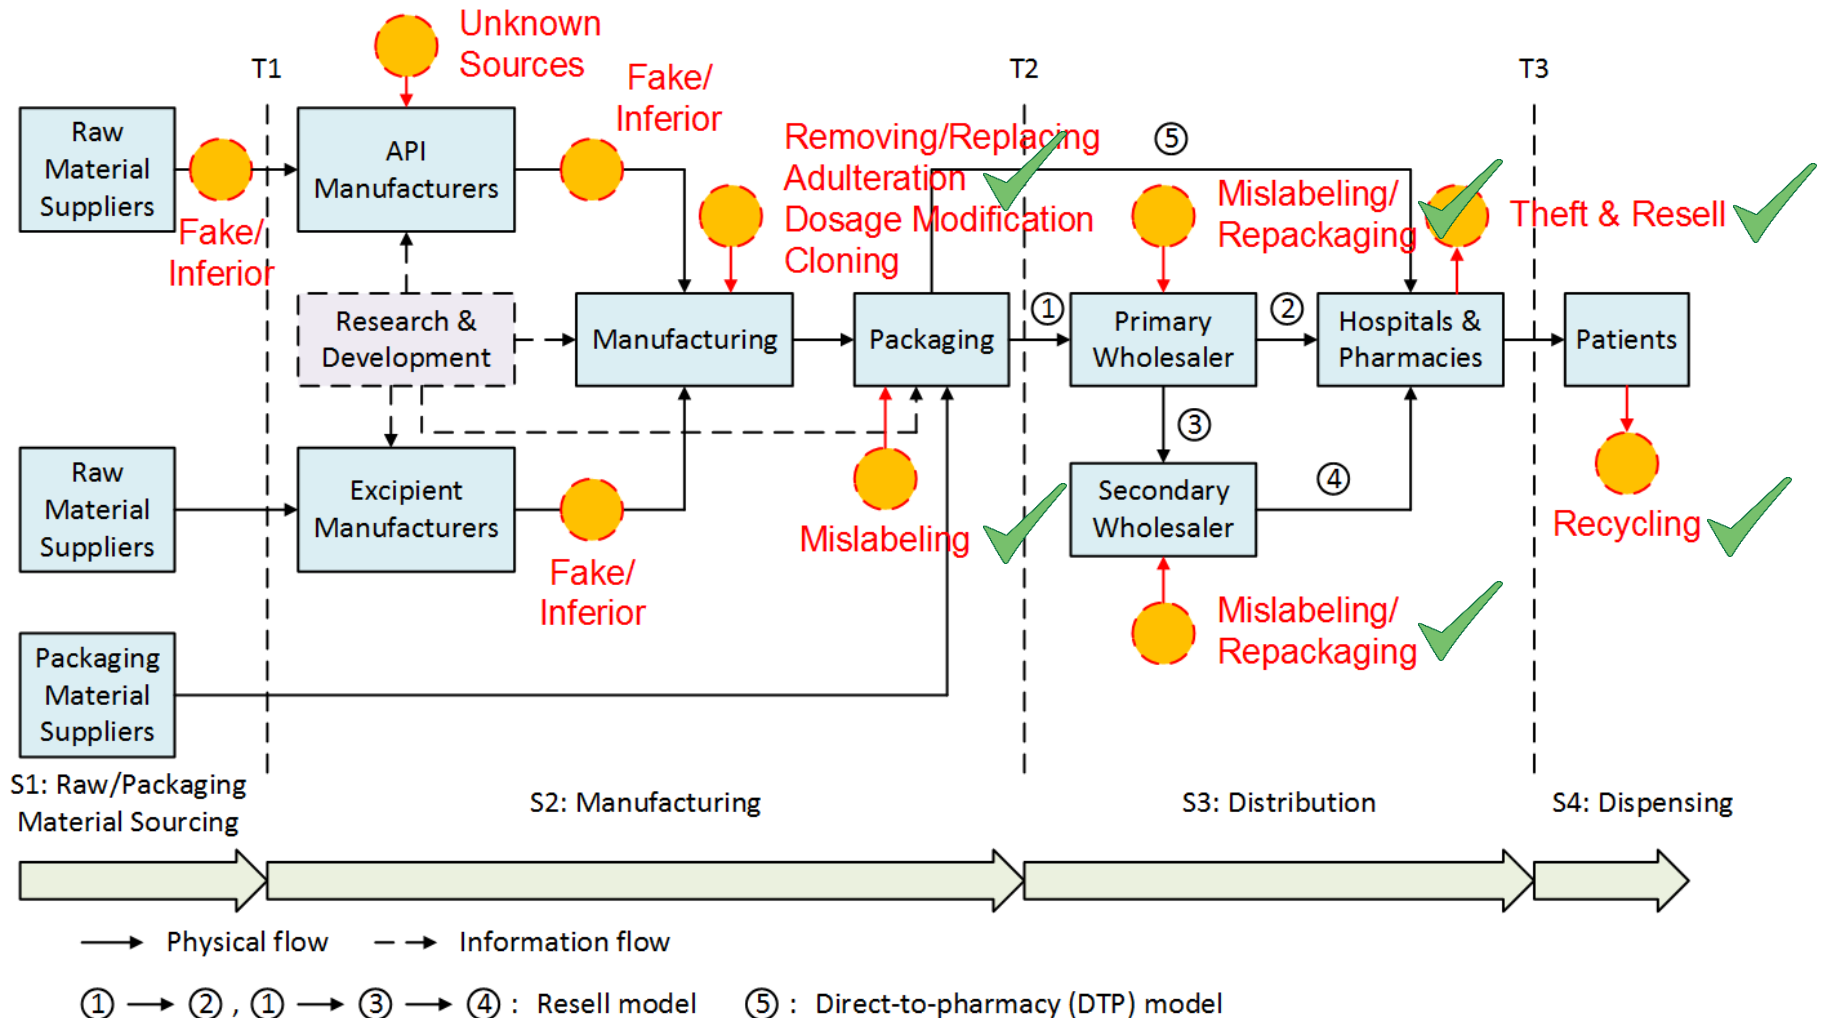 Unknown
Sources
T1
Fake/
Inferior
T2
T3
Raw
Material
Suppliers
API
Manufacturers
Removing/Replacing
Adulteration
Dosage Modification
Cloning
⑤
Mislabeling/
Repackaging
Theft & Resell
Fake/
Inferior
Research &
Development
Manufacturing
Packaging
①
Primary
Wholesaler
②
Hospitals &
Pharmacies
Patients
③
Raw
Material
Suppliers
Excipient
Manufacturers
Fake/
Inferior
Mislabeling
Secondary
Wholesaler
④
Recycling
Mislabeling/
Repackaging
Packaging
Material
Suppliers
S1: Raw/Packaging
Material Sourcing
S2: Manufacturing
S3: Distribution
S4: Dispensing
Physical flow
Information flow
① → ② , ① → ③ → ④ : Resell model
⑤ : Direct-to-pharmacy (DTP) model